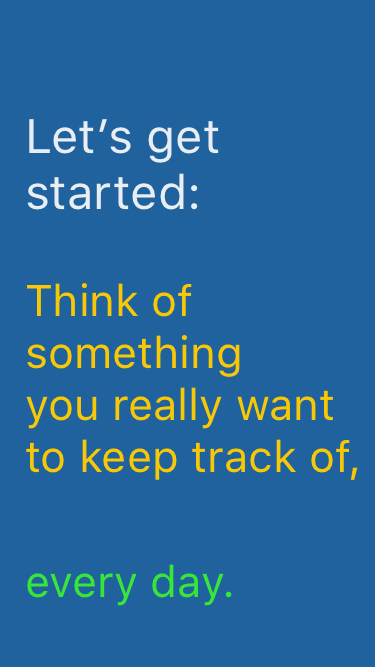 Let’s get
started:
Think of
something
you really want
to keep track of,
every day.